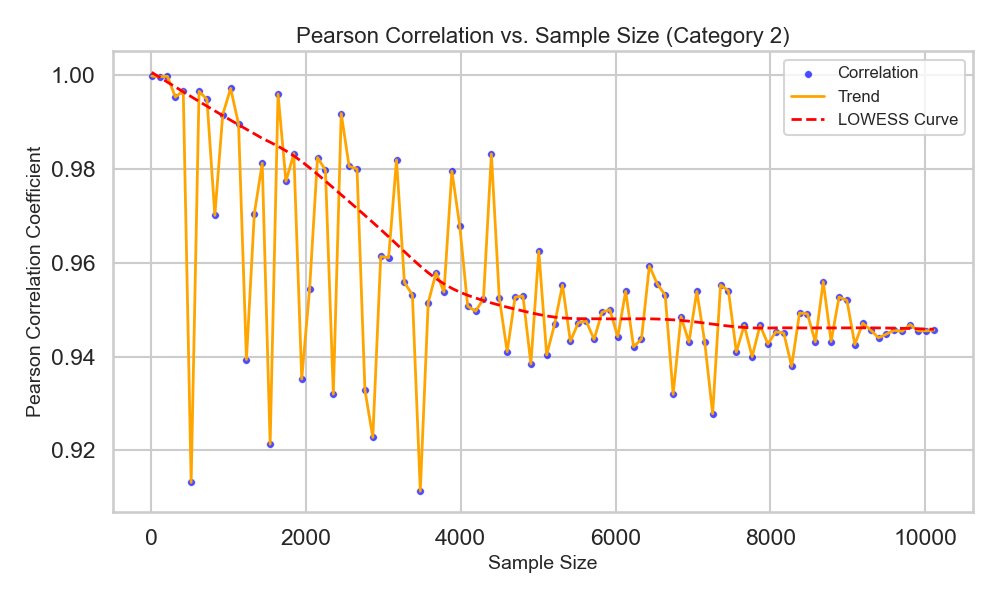 Pearson Correlation vs. Sample Size (Category 2)
Correlation
Trend
LOWESS Curve
Pearson Correlation Coefficient
1.00
0.98
0.96
0.94
0.92
0
2000
4000
6000
8000
10000
Sample Size